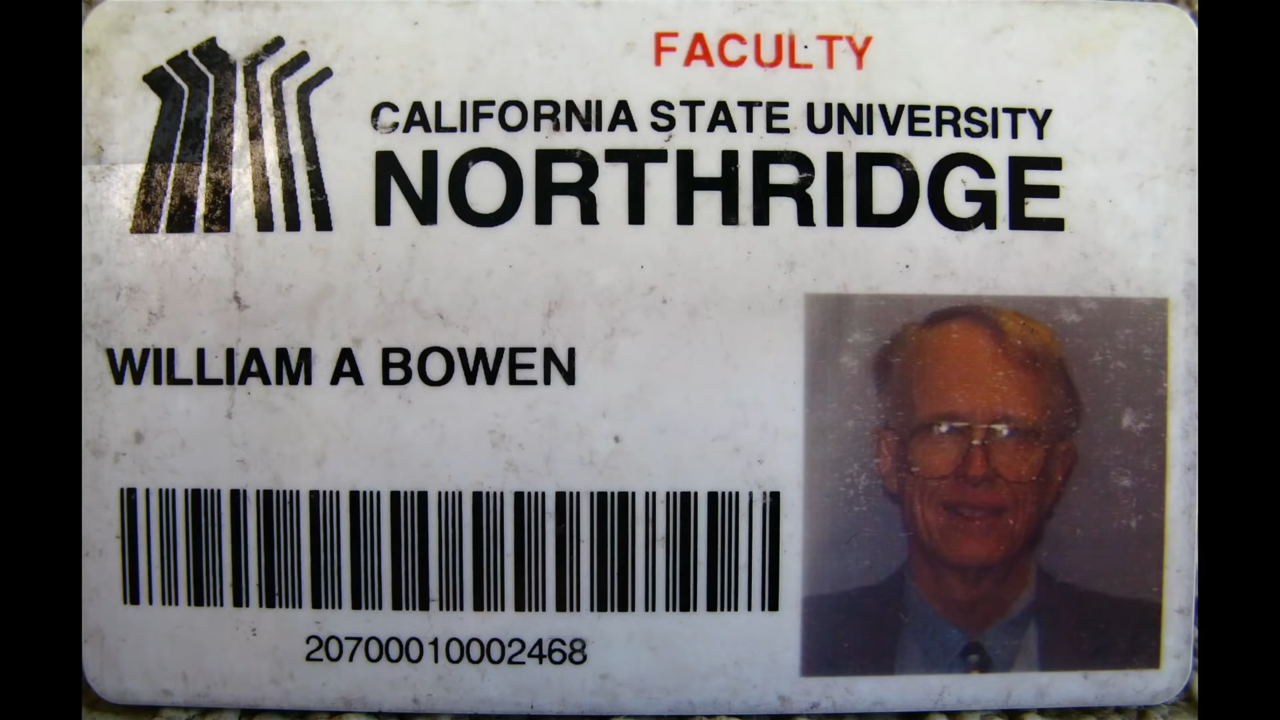 FACULTY
CALIFORNIA STATE UNIVERSITY
NORTHRIDGE
WILLIAM A BOWEN
20700010002468